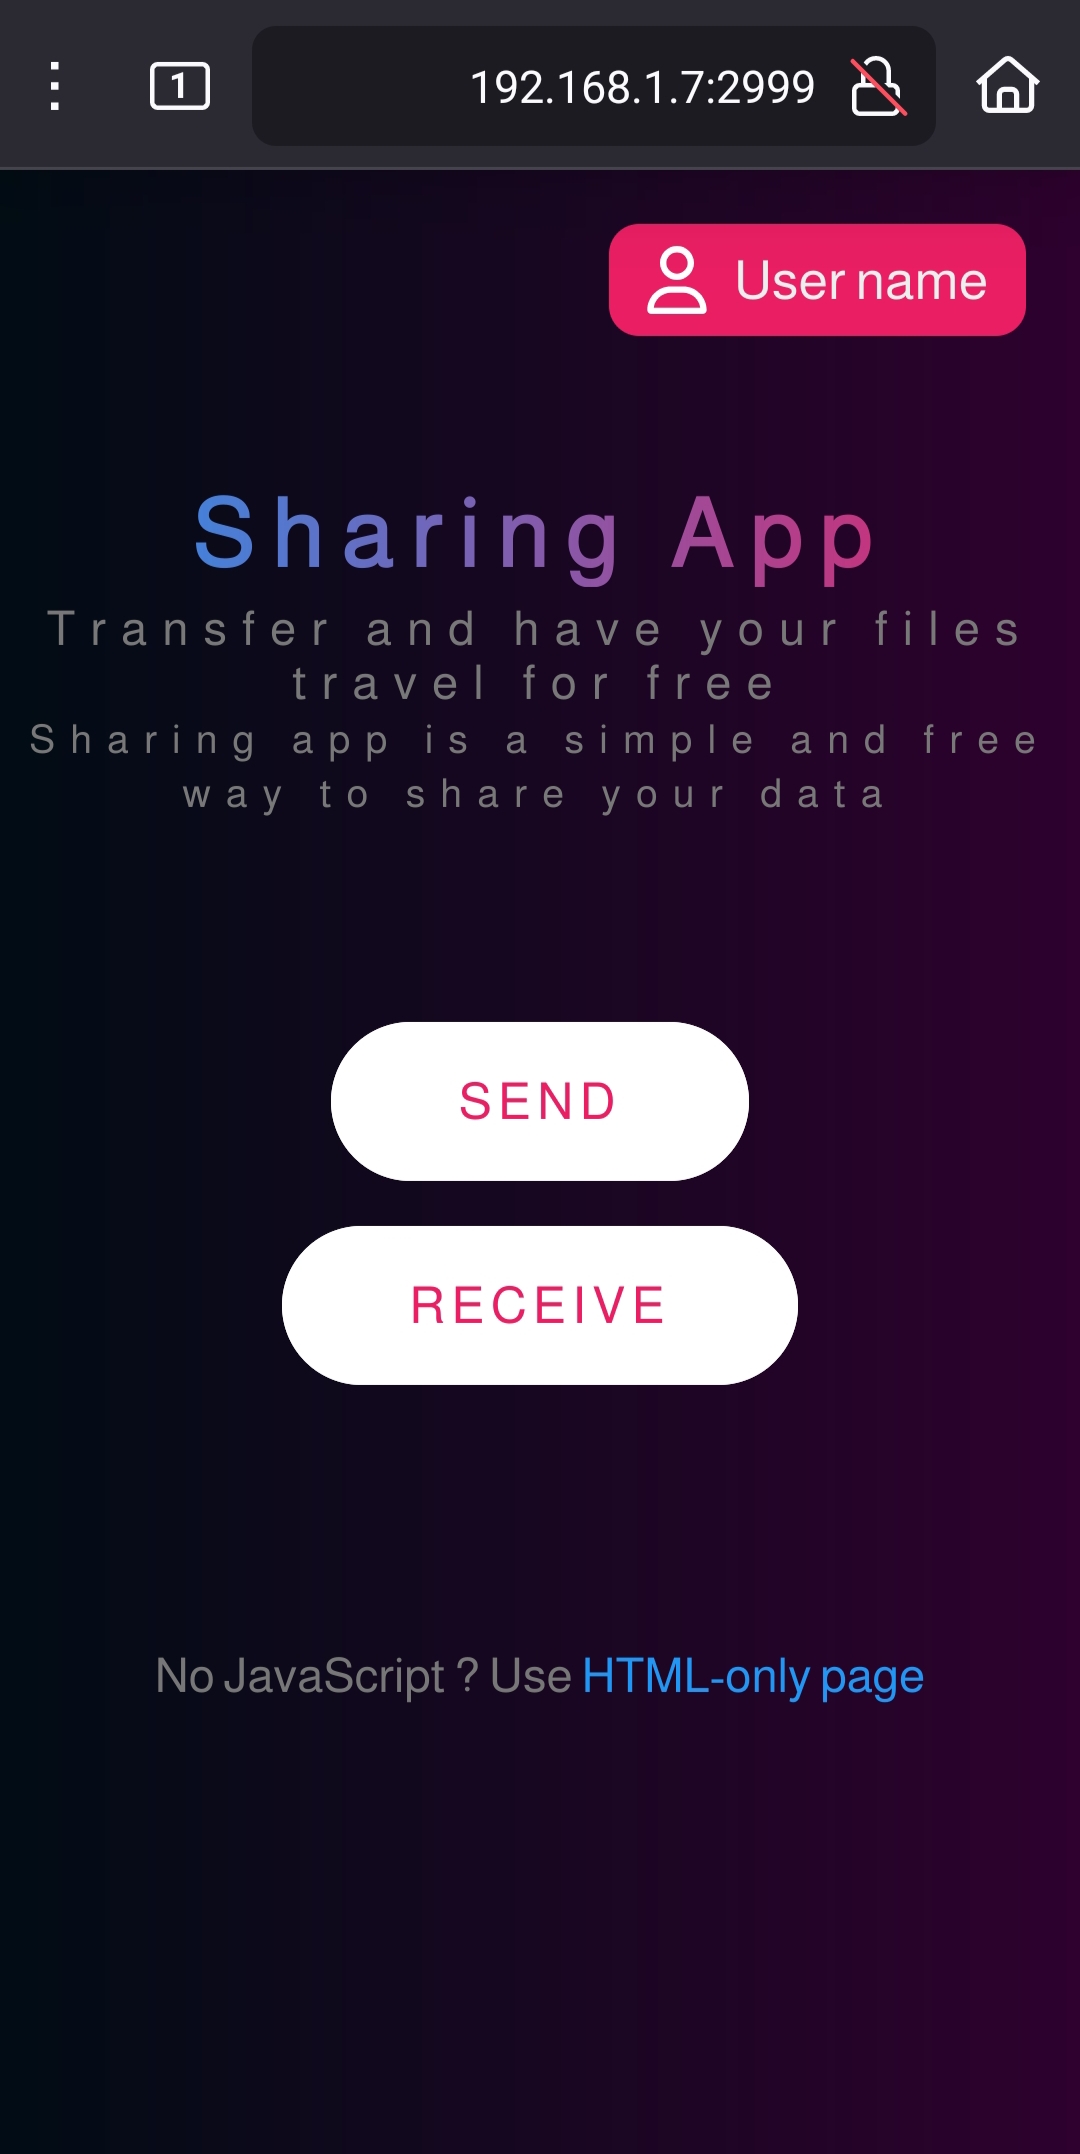 1
192.168.1.7:2999
User name
Sharing App
Transfer and have your files
travel for free
Sharing app is a simple and free
way to share your data
SEND
RECEIVE
No JavaScript ? Use HTML-only page